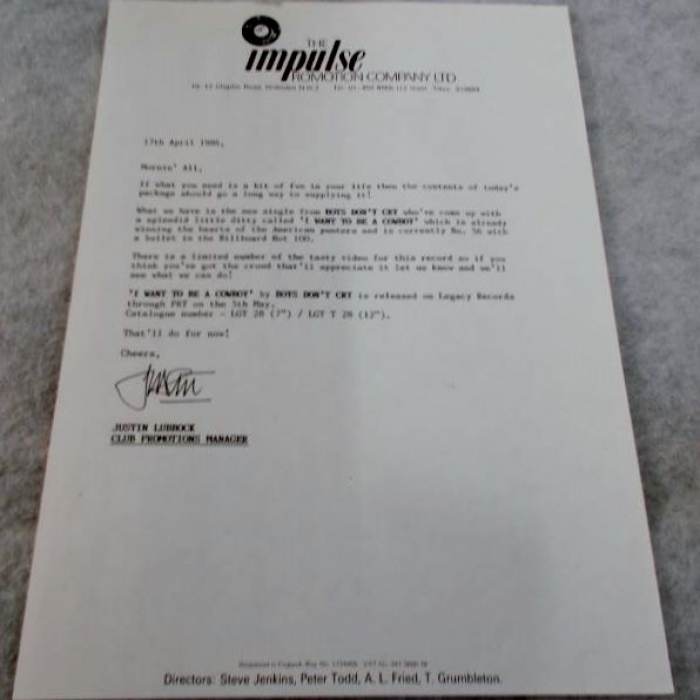 THE
impulse
PROMOTION COMPANY LTD
17th April 1986,
Mornin' All,
If what you need is a bit of fun in your life then the contents of today's
package should go a long way to supplying it!
What we have is the new single from BOYS DON'T CRY who've come up with
a splendid little ditty called 'I WANT TO BE A COWBOY' which is already
winning the hearts of the American punters and is currently No. 56 with
a bullet in the Billboard Hot 100.
There is a limited number of the tasty video for this record so if you
think you've got the crowd that'll appreciate it let us know and we'll
see what we can do!
'I WANT TO BE A COWBOY' by BOYS DON'T CRY is released on Legacy Records
through PRT on the 5th May.
Catalogue number - LGY 28 (7") / LGY T 28 (12").
That'll do for now!
Cheers,
Justin
JUSTIN LUBBOCK
CLUB PROMOTIONS MANAGER
Directors: Steve Jenkins, Peter Todd, A. L. Fried, T. Grumbleton.